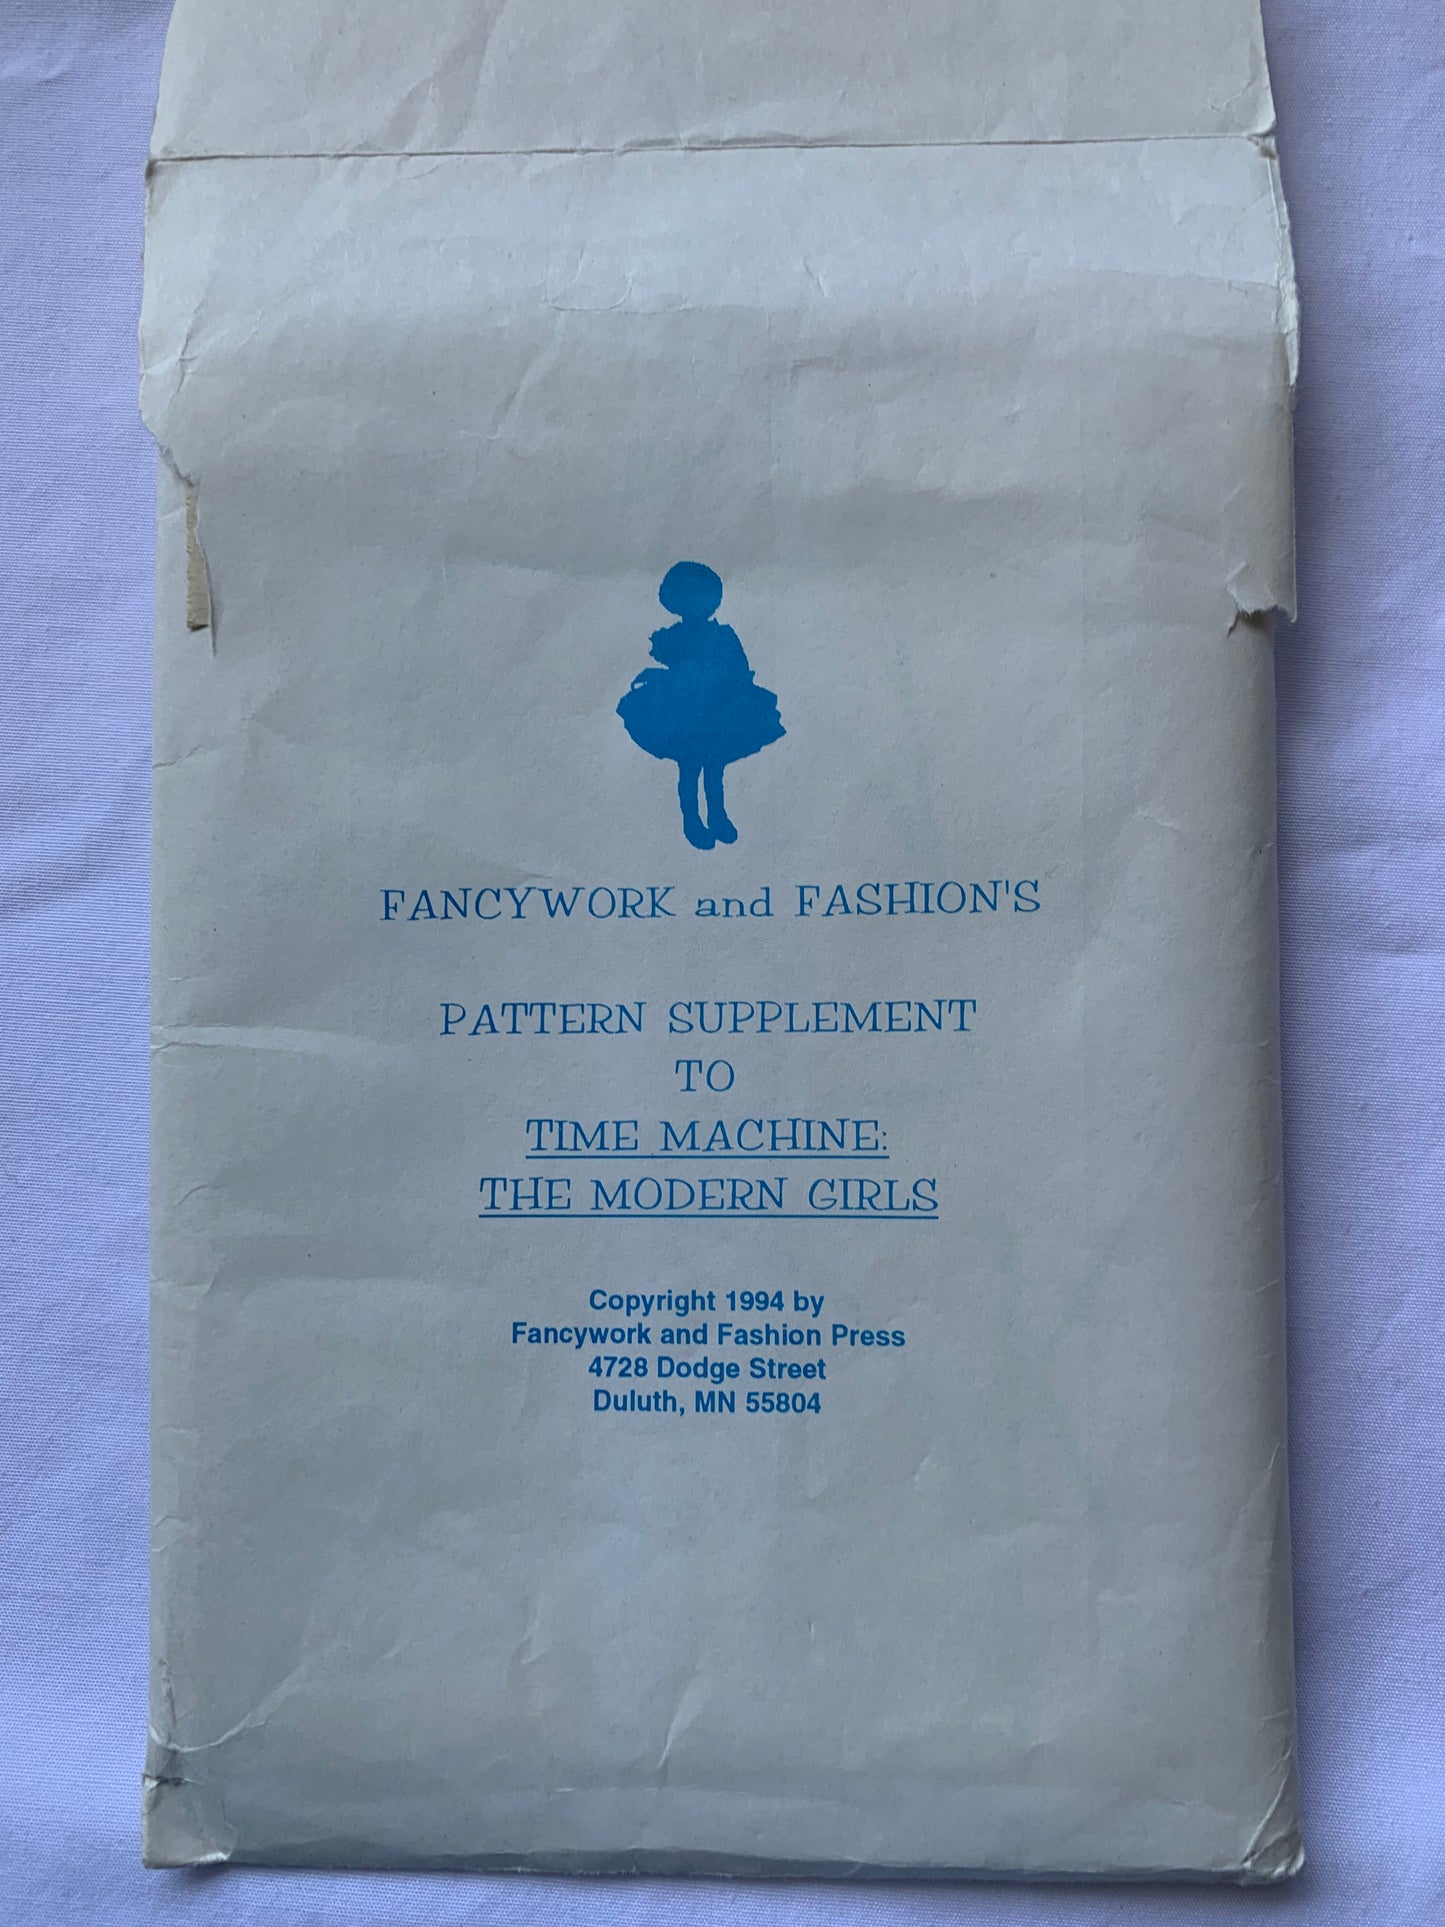 FANCYWORK and FASHION'S
PATTERN SUPPLEMENT
TO
TIME MACHINE:
THE MODERN GIRLS
Copyright 1994 by
Fancywork and Fashion Press
4728 Dodge Street
Duluth, MN 55804